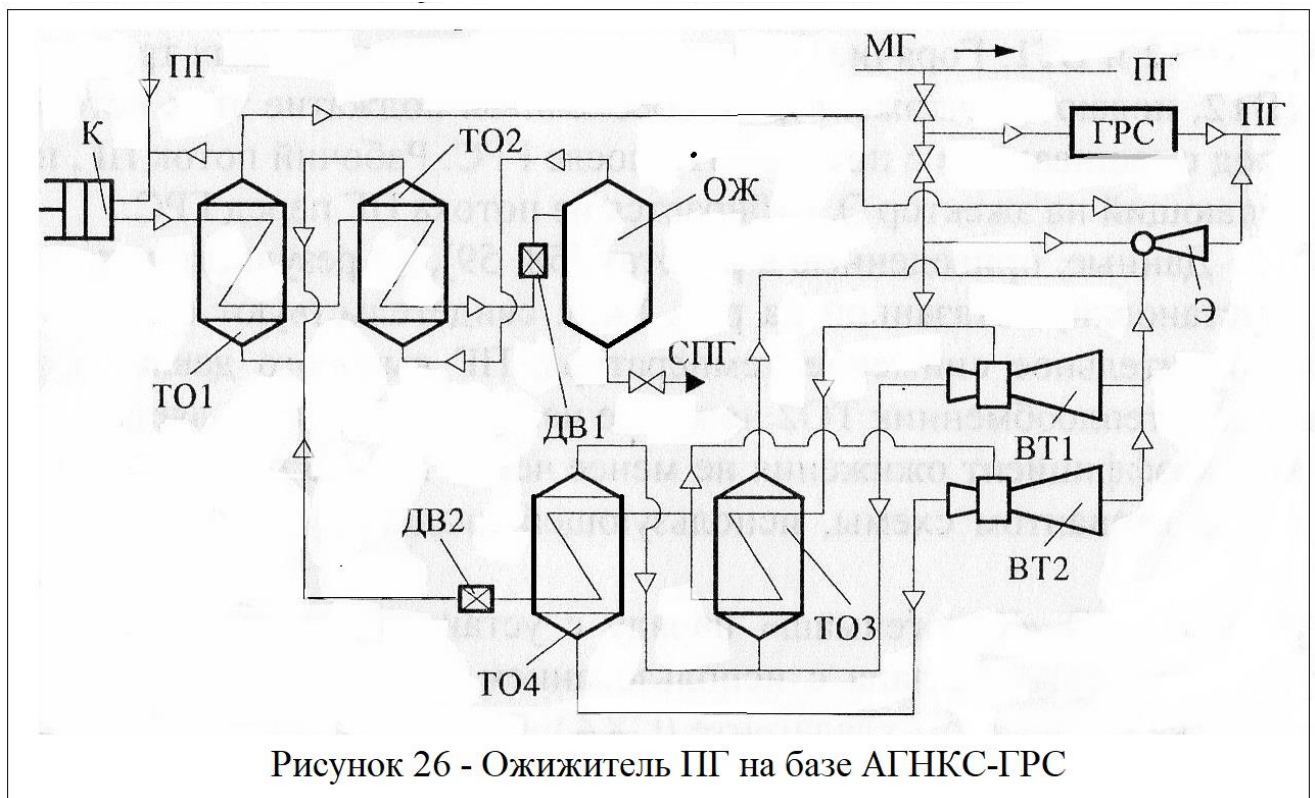 ПГ
МГ
ПГ
К
ТО2
ГРС
ПГ
ОЖ
Э
СПГ
ТО1
ДВ1
ВТ1
ДВ2
ВТ2
ТО3
ТО4
Рисунок 26 - Ожижитель ПГ на базе АГНКС-ГРС